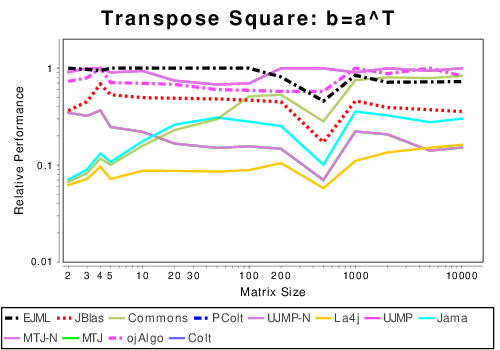 Transpose Square: b=a^T
1
0.1
0.01
Relative Performance
2 3 4 5 10 20 30 100 200 1000 10000
Matrix Size
EJML JBlas Commons PColt UJMP-N La4j UJMP Jama
MTJ-N MTJ ojAlgo Colt